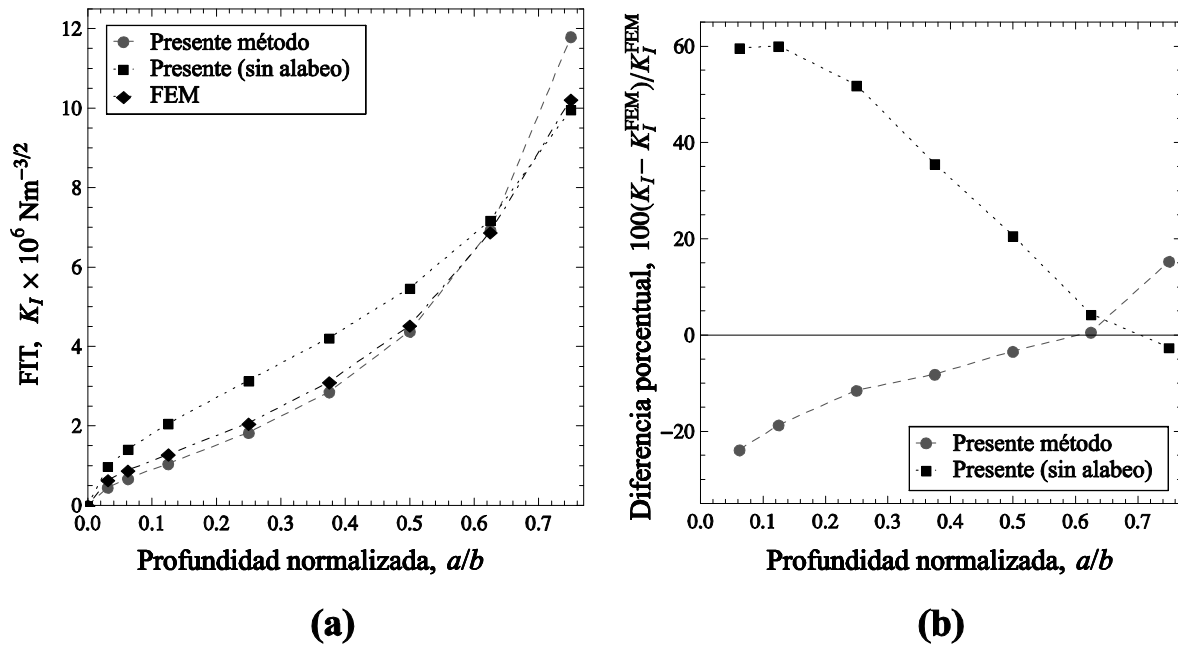 12
10
8
6
4
2
0
0.0 0.1 0.2 0.3 0.4 0.5 0.6 0.7
FIT, K_I × 10^6 Nm^−3/2
Profundidad normalizada, a/b
Presente método
Presente (sin alabeo)
FEM
(a)
60
40
20
0
−20
0.0 0.1 0.2 0.3 0.4 0.5 0.6 0.7
Diferencia porcentual, 100(K_I − K_I^FEM)/K_I^FEM
Profundidad normalizada, a/b
Presente método
Presente (sin alabeo)
(b)